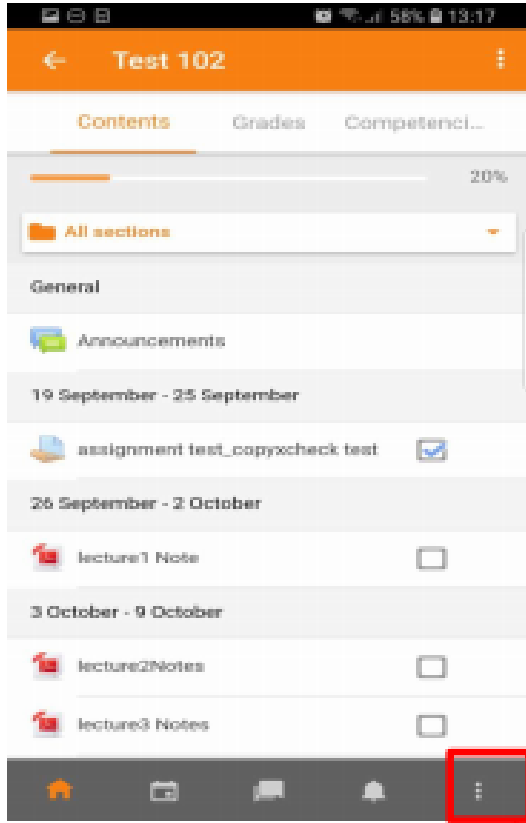 58% 13:17
Test 102
Contents Grades Competenci...
20%
All sections
General
Announcements
19 September - 25 September
assignment test_copyxcheck test
26 September - 2 October
lecture1 Note
3 October - 9 October
lecture2Notes
lecture3 Notes